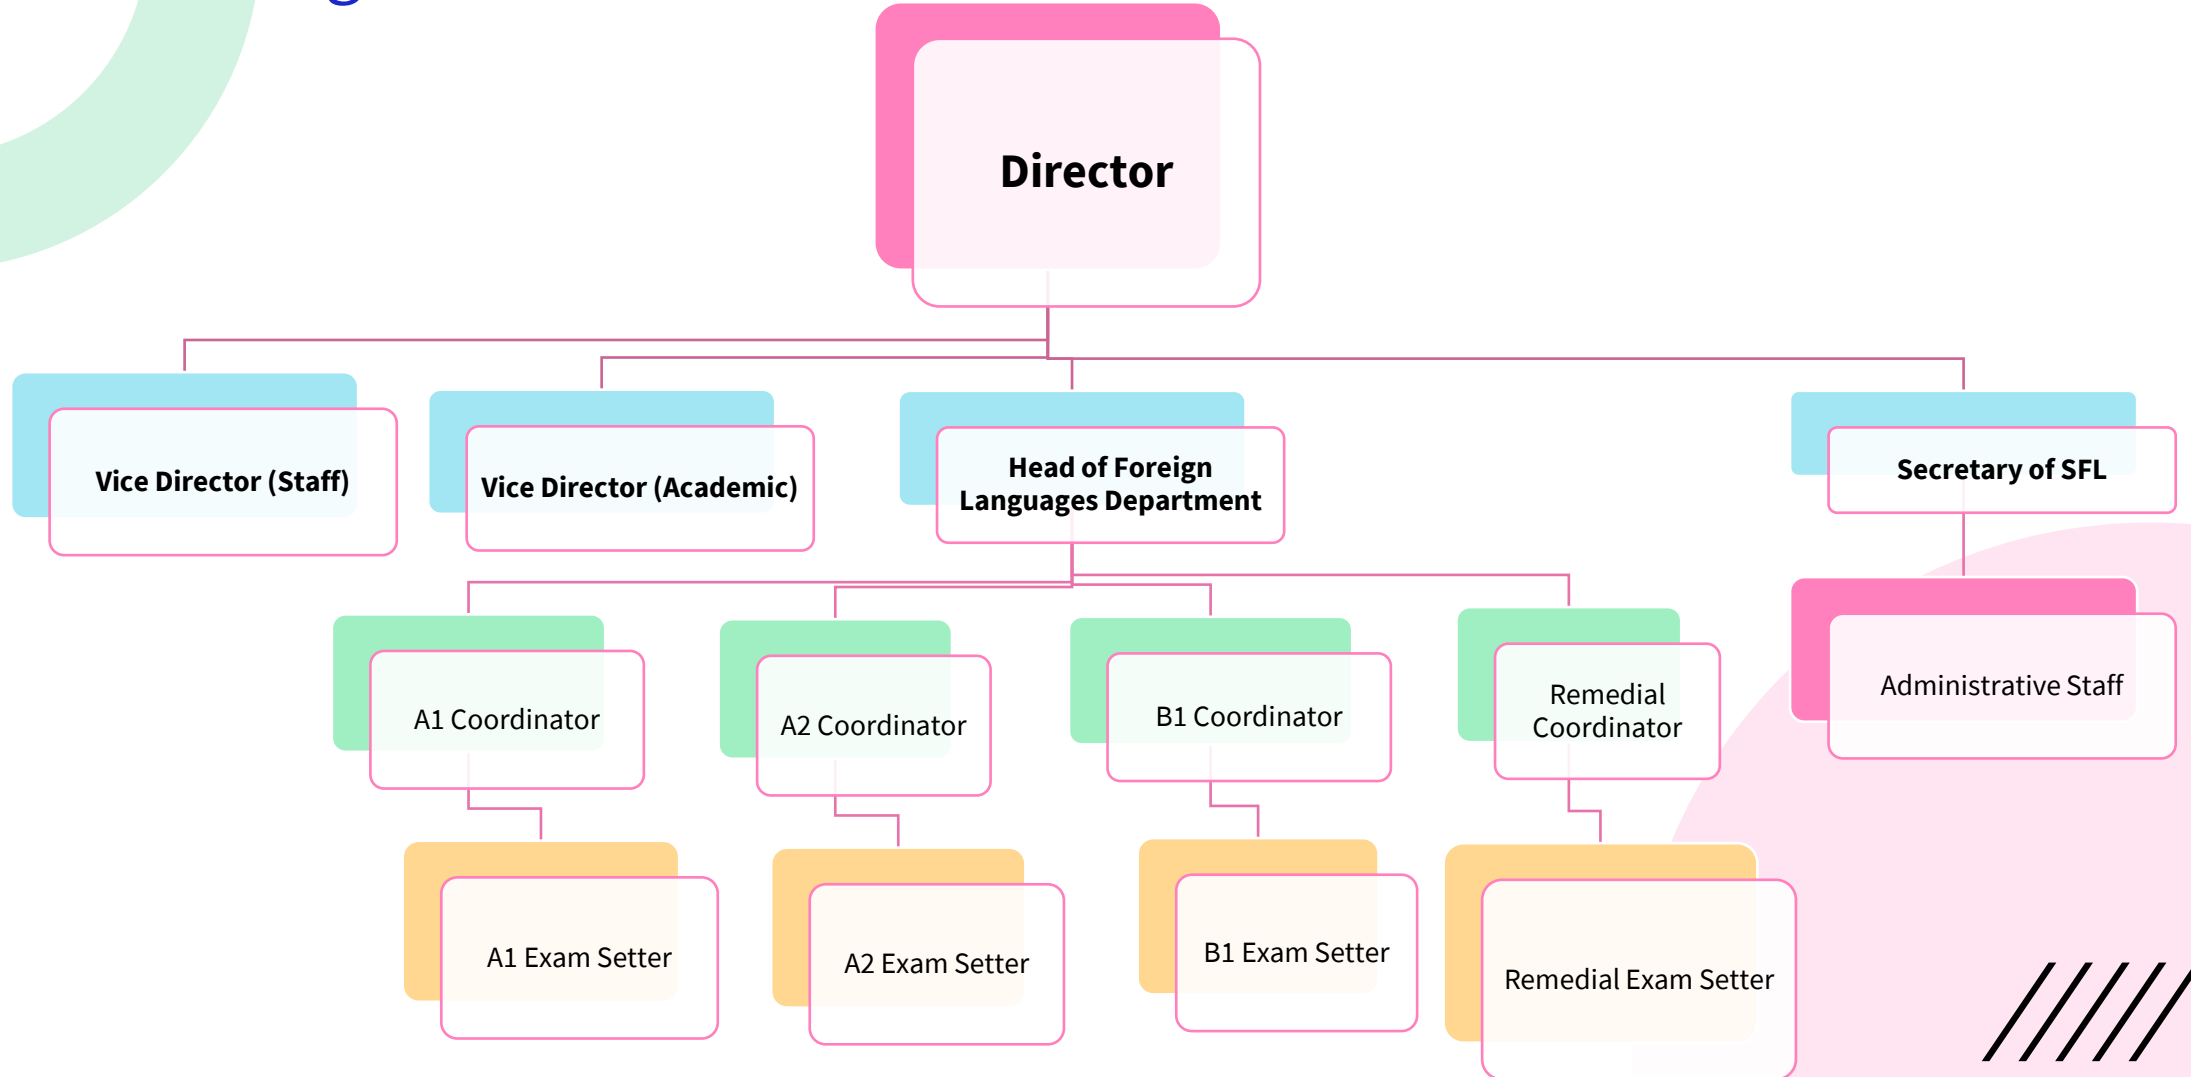 Director
Vice Director (Staff)
Vice Director (Academic)
Head of Foreign
Languages Department
Secretary of SFL
A1 Coordinator
A2 Coordinator
B1 Coordinator
Remedial
Coordinator
Administrative Staff
A1 Exam Setter
A2 Exam Setter
B1 Exam Setter
Remedial Exam Setter